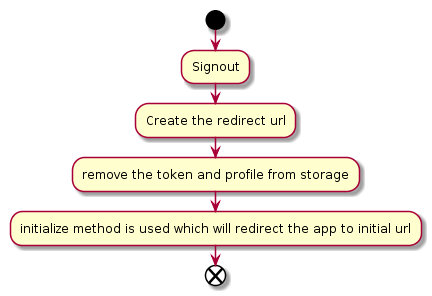 Signout
Create the redirect url
remove the token and profile from storage
initialize method is used which will redirect the app to initial url